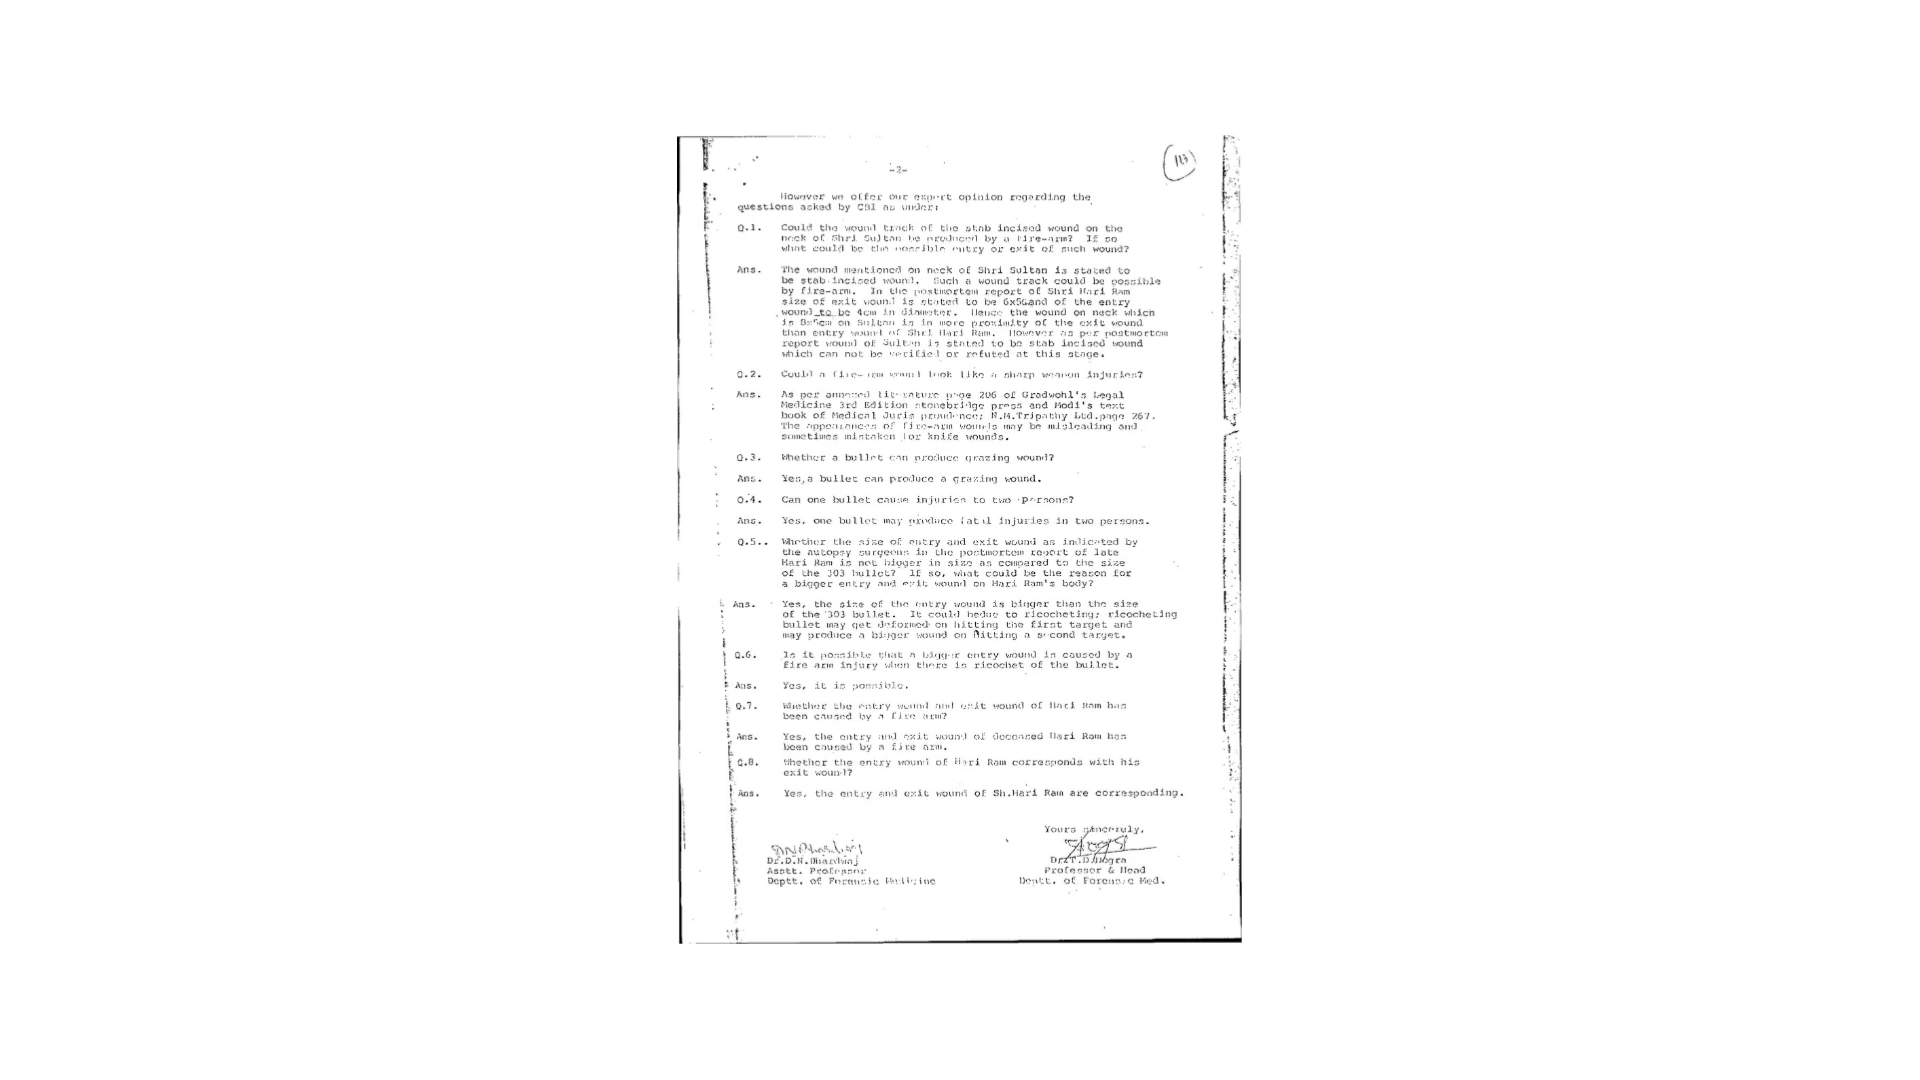 -2-
113
However we offer our expert opinion regarding the
questions asked by CBI as under:
Q.1. Could the wound track of the stab incised wound on the
neck of Shri Sultan be produced by a fire-arm? If so
what could be the possible entry or exit of such wound?
Ans. The wound mentioned on neck of Shri Sultan is stated to
be stab incised wound. Such a wound track could be possible
by fire-arm. In the postmortem report of Shri Hari Ram
size of exit wound is stated to be and of the entry
wound to be 4cm in diameter. Hence the wound on neck which
is 8x5cm on Sultan is in more proximity of the exit wound
than entry wound of Shri Hari Ram. However as per postmortem
report wound of Sultan is stated to be stab incised wound
which can not be verified or refuted at this stage.
Q.2. Could a fire-arm wound look like a sharp weapon injuries?
Ans. As per annexed literature page 206 of Gradwohl's Legal
Medicine 3rd Edition stonebridge press and Modi's text
book of Medical Juris proudence; N.M.Tripathy Ltd.page 267.
The appearances of fire-arm wounds may be misleading and
sometimes mistaken for knife wounds.
Q.3. Whether a bullet can produce grazing wound?
Ans. Yes,a bullet can produce a grazing wound.
Q.4. Can one bullet cause injuries to two persons?
Ans. Yes, one bullet may produce fatal injuries in two persons.
Q.5.. Whether the size of entry and exit wound as indicated by
the autopsy surgeons in the postmortem report of late
Hari Ram is not bigger in size as compared to the size
of the 303 bullet? If so, what could be the reason for
a bigger entry and exit wound on Hari Ram's body?
Ans. Yes, the size of the entry wound is bigger than the size
of the 303 bullet. It could bedue to ricocheting; ricocheting
bullet may get deformed on hitting the first target and
may produce a bigger wound on hitting a second target.
Q.6. Is it possible that a bigger entry wound is caused by a
fire arm injury when there is ricochet of the bullet.
Ans. Yes, it is possible.
Q.7. Whether the entry wound and exit wound of Hari Ram has
been caused by a fire arm?
Ans. Yes, the entry and exit wound of deceased Hari Ram has
been caused by a fire arm.
Q.8. Whether the entry wound of Hari Ram corresponds with his
exit wound?
Ans. Yes, the entry and exit wound of Sh.Hari Ram are corresponding.
Yours sincerely,
Dr.D.N.Bhardwaj
Dr.T.D.Dogra
Asstt. Professor
Professor & Head
Deptt. of Forensic Medicine
Deptt. of Forensic Med.